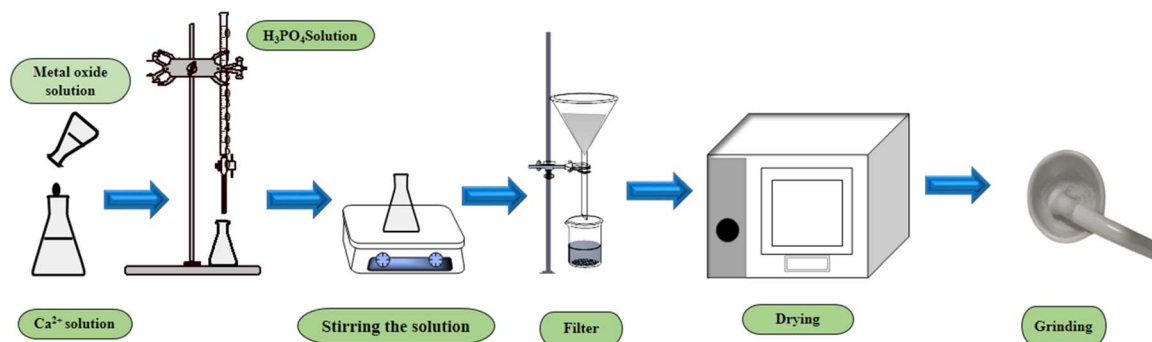 H₃PO₄Solution
Metal oxide
solution
Ca²⁺ solution
Stirring the solution
Filter
Drying
Grinding